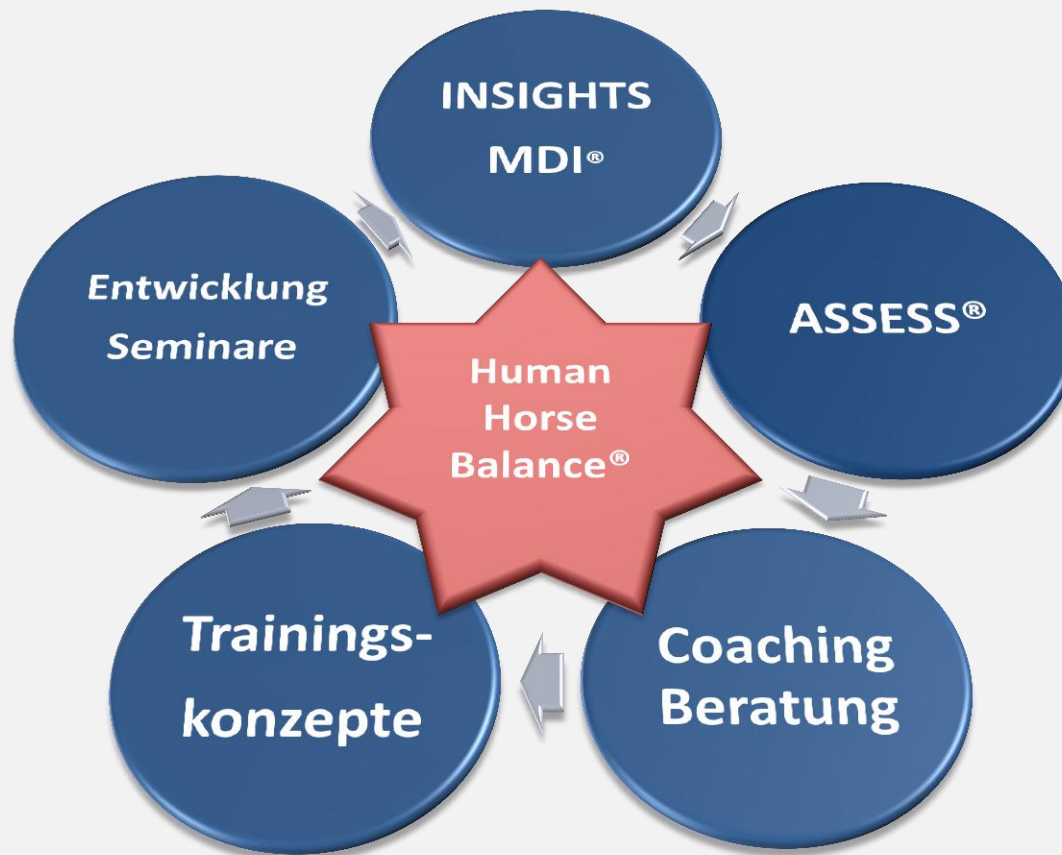 INSIGHTS
MDI®
ASSESS®
Coaching
Beratung
Trainings-
konzepte
Entwicklung
Seminare
Human
Horse
Balance®